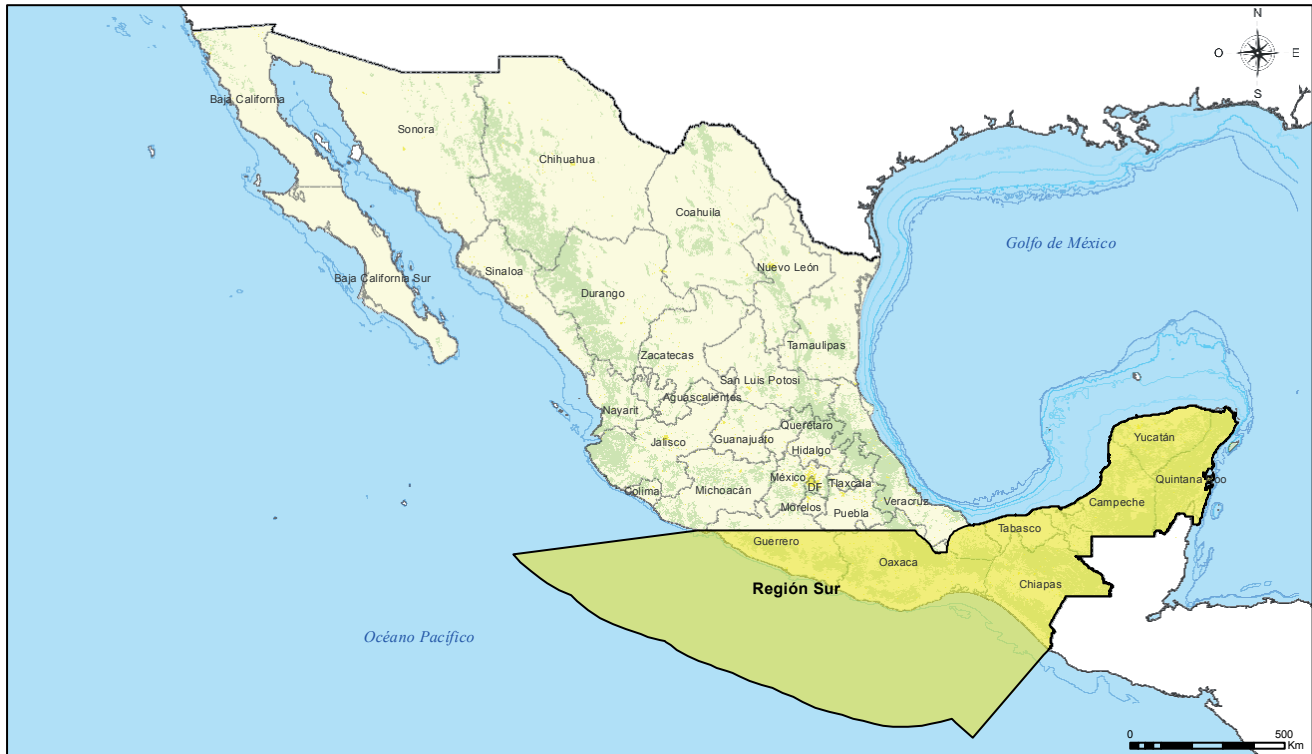 N
O
E
S
Baja California
Sonora
Chihuahua
Coahuila
Golfo de México
Nuevo León
Sinaloa
Baja California Sur
Durango
Tamaulipas
Zacatecas
San Luis Potosi
Aguascalientes
Nayarit
Querétaro
Yucatán
Jalisco
Guanajuato
Hidalgo
México
Tlaxcala
Quintana Roo
DF
Colima
Michoacán
Veracruz
Campeche
Morelos
Puebla
Tabasco
Guerrero
Oaxaca
Chiapas
Región Sur
Océano Pacífico
0
500
Km